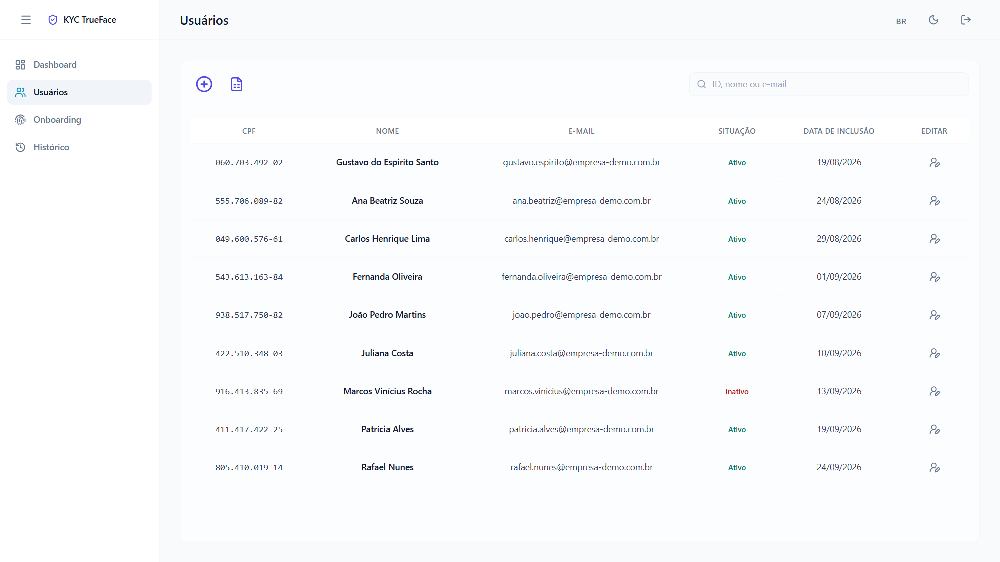 KYC TrueFace
Usuários
BR
Dashboard
Usuários
Onboarding
Histórico
ID, nome ou e-mail
CPF NOME E-MAIL SITUAÇÃO DATA DE INCLUSÃO EDITAR
060.703.492-02 Gustavo do Espirito Santo gustavo.espirito@empresa-demo.com.br Ativo 19/08/2026
555.706.089-82 Ana Beatriz Souza ana.beatriz@empresa-demo.com.br Ativo 24/08/2026
049.600.576-61 Carlos Henrique Lima carlos.henrique@empresa-demo.com.br Ativo 29/08/2026
543.613.163-84 Fernanda Oliveira fernanda.oliveira@empresa-demo.com.br Ativo 01/09/2026
938.517.750-82 João Pedro Martins joao.pedro@empresa-demo.com.br Ativo 07/09/2026
422.510.348-03 Juliana Costa juliana.costa@empresa-demo.com.br Ativo 10/09/2026
916.413.835-69 Marcos Vinícius Rocha marcos.vinicius@empresa-demo.com.br Inativo 13/09/2026
411.417.422-25 Patrícia Alves patricia.alves@empresa-demo.com.br Ativo 19/09/2026
805.410.019-14 Rafael Nunes rafael.nunes@empresa-demo.com.br Ativo 24/09/2026